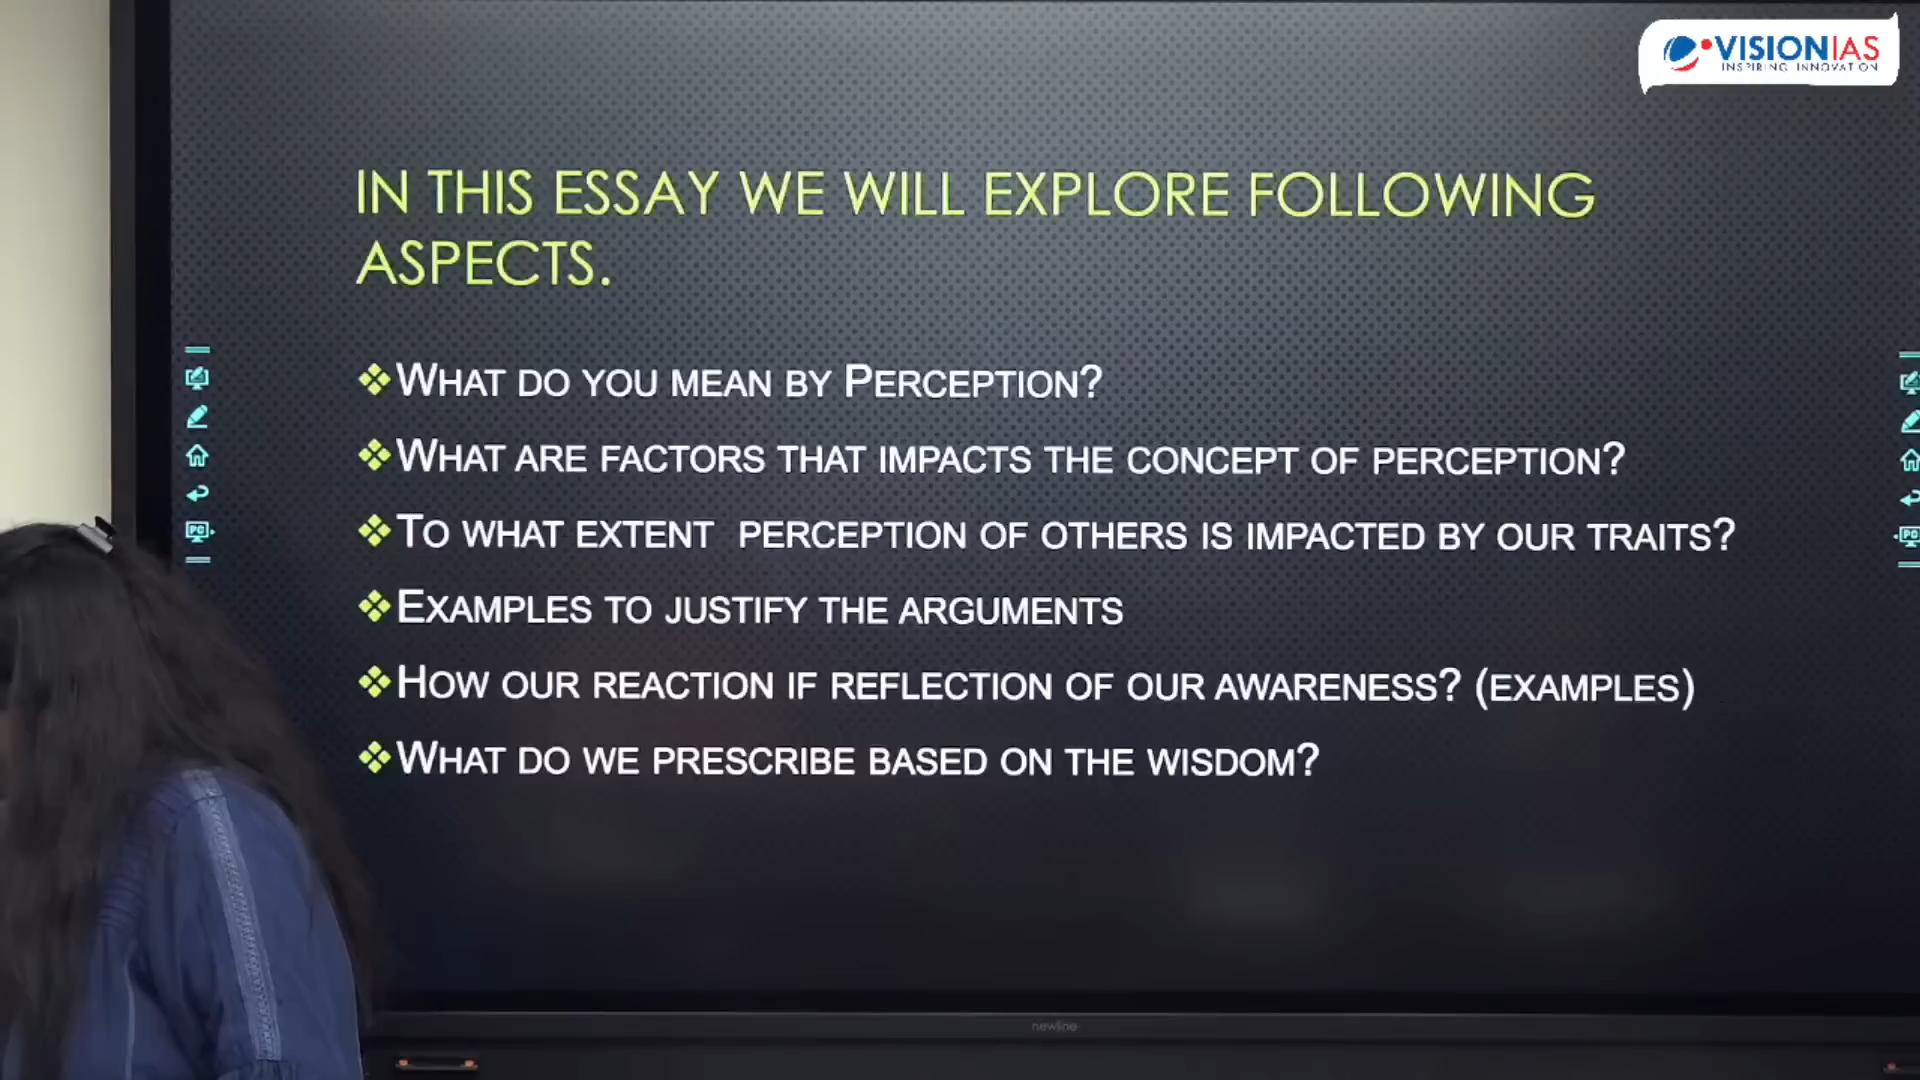 VISIONIAS
INSPIRING INNOVATION
IN THIS ESSAY WE WILL EXPLORE FOLLOWING
ASPECTS.
WHAT DO YOU MEAN BY PERCEPTION?
WHAT ARE FACTORS THAT IMPACTS THE CONCEPT OF PERCEPTION?
TO WHAT EXTENT PERCEPTION OF OTHERS IS IMPACTED BY OUR TRAITS?
EXAMPLES TO JUSTIFY THE ARGUMENTS
HOW OUR REACTION IF REFLECTION OF OUR AWARENESS? (EXAMPLES)
WHAT DO WE PRESCRIBE BASED ON THE WISDOM?
PC
PC
newline